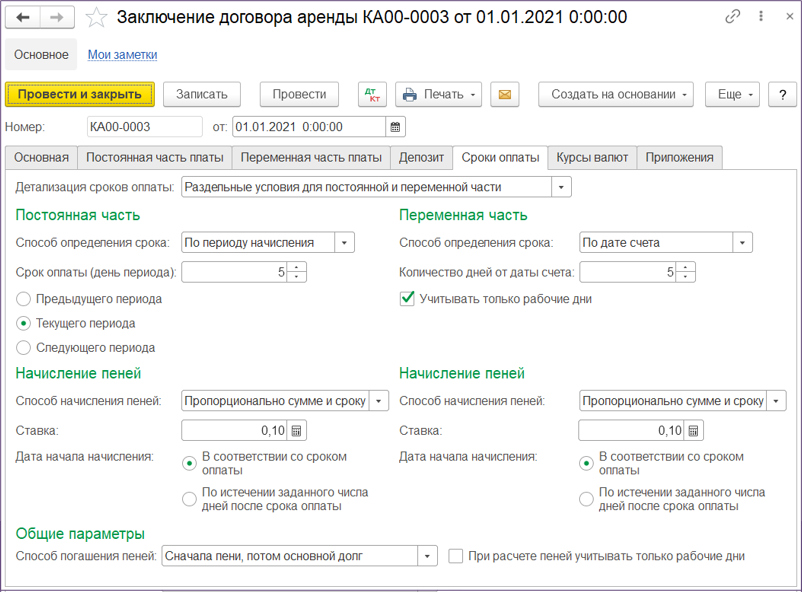 Заключение договора аренды КА00-0003 от 01.01.2021 0:00:00
Основное Мои заметки
Провести и закрыть Записать Провести Дт Кт Печать Создать на основании Еще ?
Номер: КА00-0003 от: 01.01.2021 0:00:00
Основная Постоянная часть платы Переменная часть платы Депозит Сроки оплаты Курсы валют Приложения
Детализация сроков оплаты: Раздельные условия для постоянной и переменной части
Постоянная часть Переменная часть
Способ определения срока: По периоду начисления Способ определения срока: По дате счета
Срок оплаты (день периода): 5 Количество дней от даты счета: 5
Предыдущего периода Учитывать только рабочие дни
Текущего периода
Следующего периода
Начисление пеней Начисление пеней
Способ начисления пеней: Пропорционально сумме и сроку Способ начисления пеней: Пропорционально сумме и сроку
Ставка: 0,10 Ставка: 0,10
Дата начала начисления: В соответствии со сроком Дата начала начисления: В соответствии со сроком
оплаты оплаты
По истечении заданного числа По истечении заданного числа
дней после срока оплаты дней после срока оплаты
Общие параметры
Способ погашения пеней: Сначала пени, потом основной долг При расчете пеней учитывать только рабочие дни